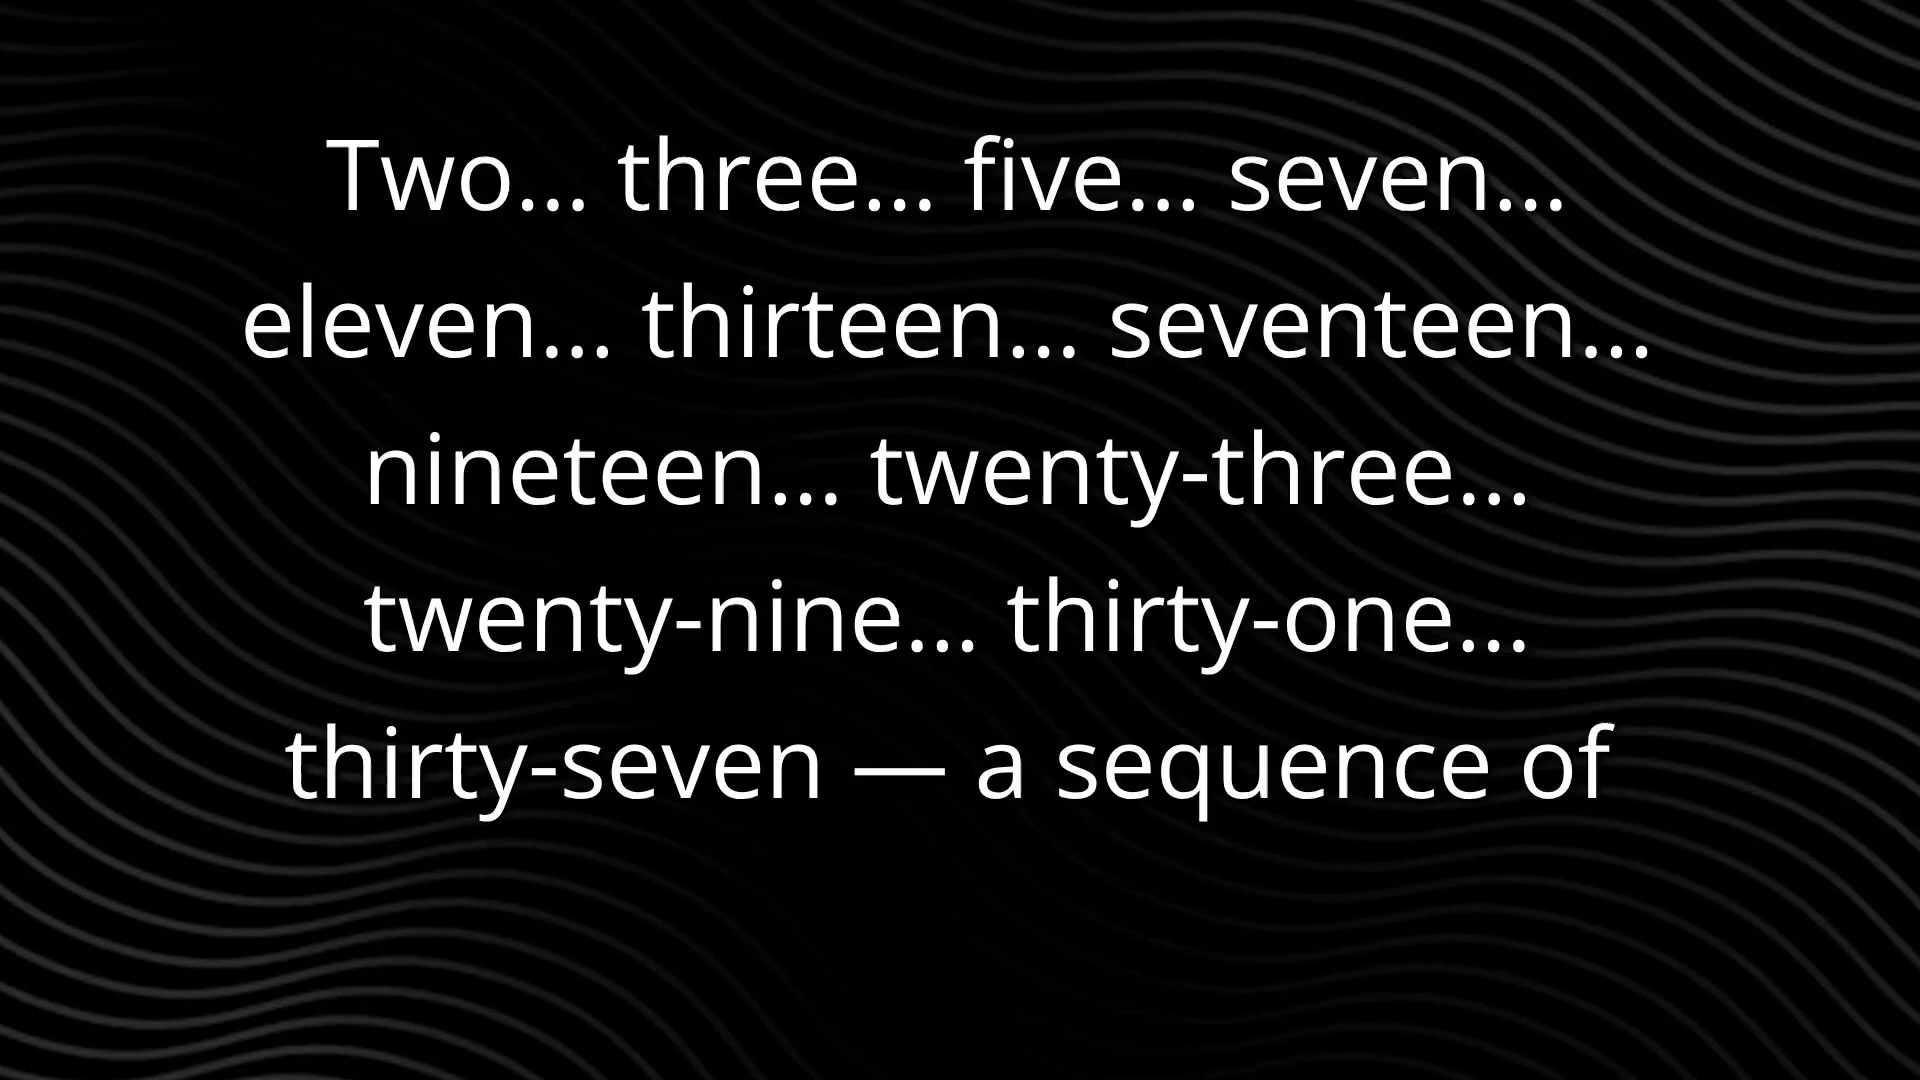 Two... three... five... seven...
eleven... thirteen... seventeen...
nineteen... twenty-three...
twenty-nine... thirty-one...
thirty-seven — a sequence of